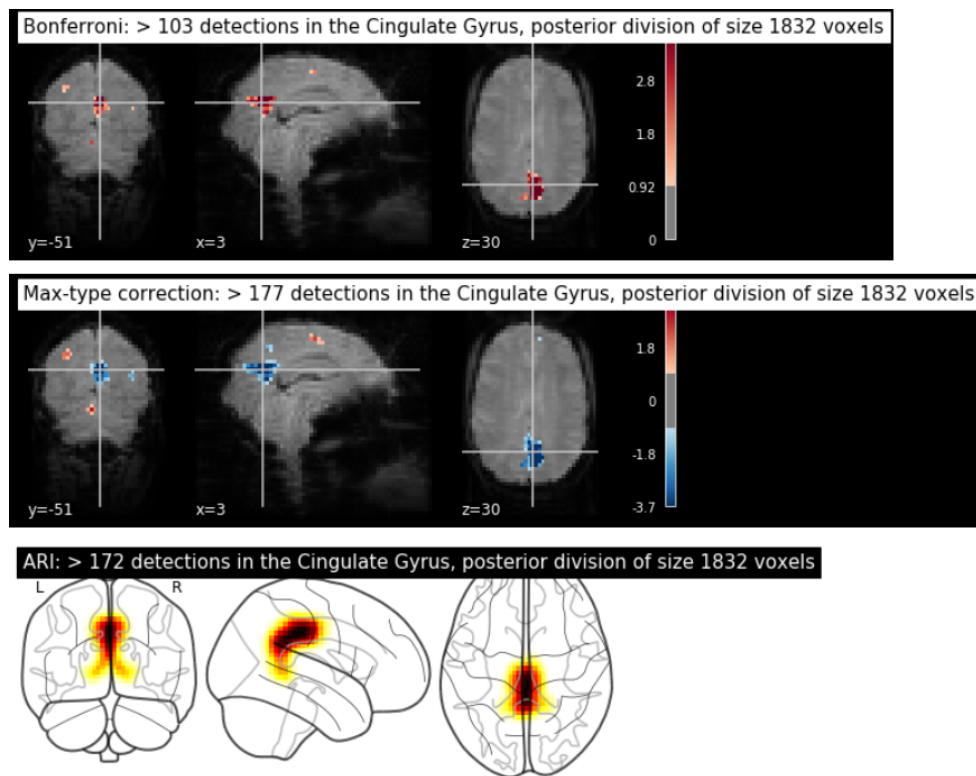 Bonferroni: > 103 detections in the Cingulate Gyrus, posterior division of size 1832 voxels
2.8
1.8
0.92
0
y=-51 x=3 z=30
Max-type correction: > 177 detections in the Cingulate Gyrus, posterior division of size 1832 voxels
1.8
0
-1.8
-3.7
y=-51 x=3 z=30
ARI: > 172 detections in the Cingulate Gyrus, posterior division of size 1832 voxels
L R